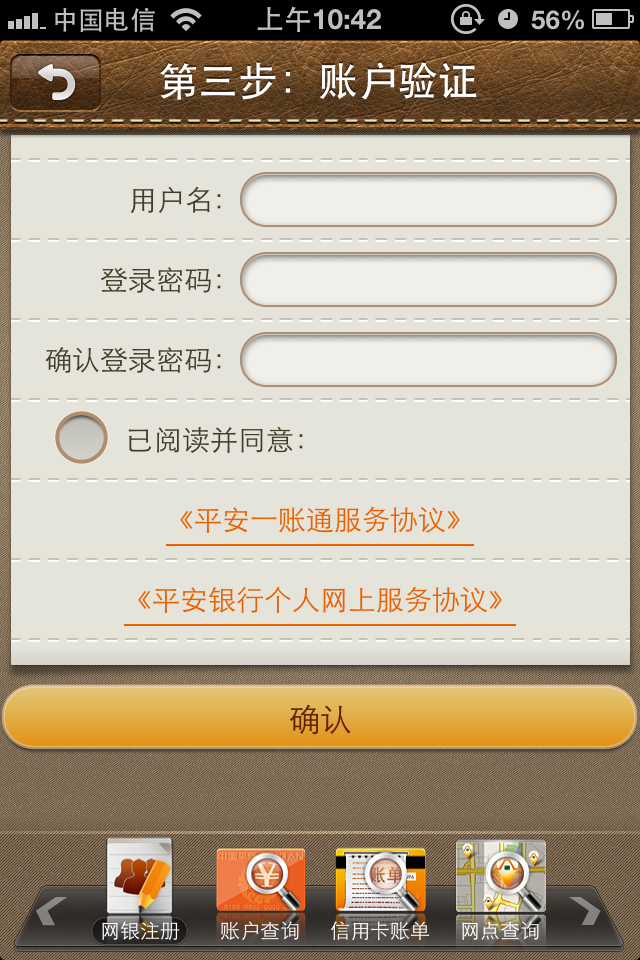 中国电信 上午10:42 56%
第三步：账户验证
用户名：
登录密码：
确认登录密码：
已阅读并同意：
《平安一账通服务协议》
《平安银行个人网上服务协议》
确认
账单
网银注册 账户查询 信用卡账单 网点查询